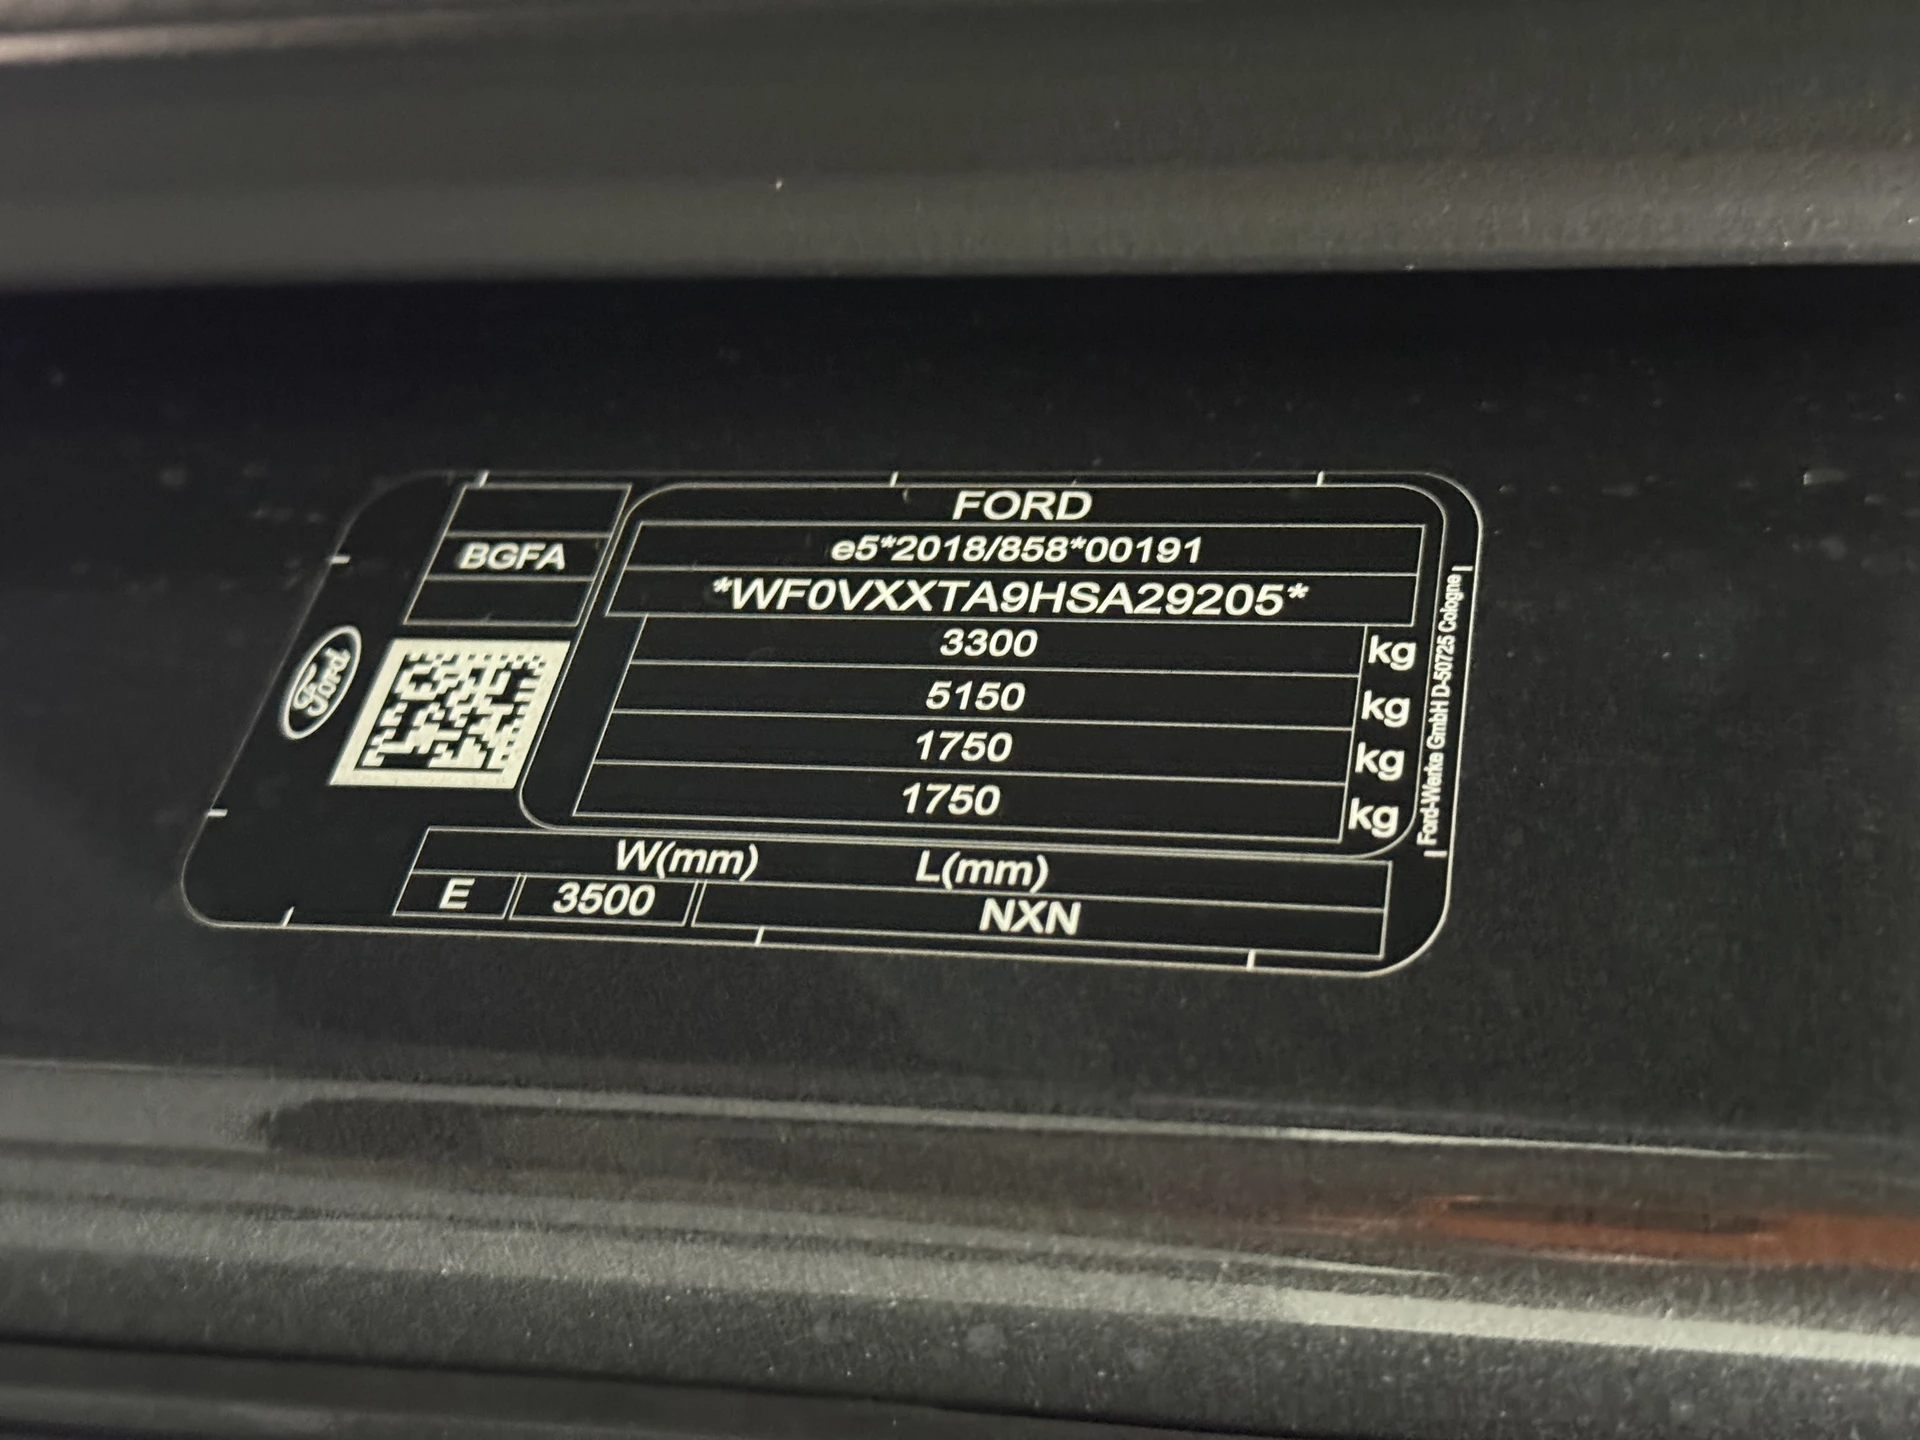 FORD
e5*2018/858*00191
*WF0VXXTA9HSA29205*
BGFA
Ford
3300 kg
5150 kg
1750 kg
1750 kg
W(mm) L(mm)
E 3500 NXN
Ford-Werke GmbH D-50725 Cologne